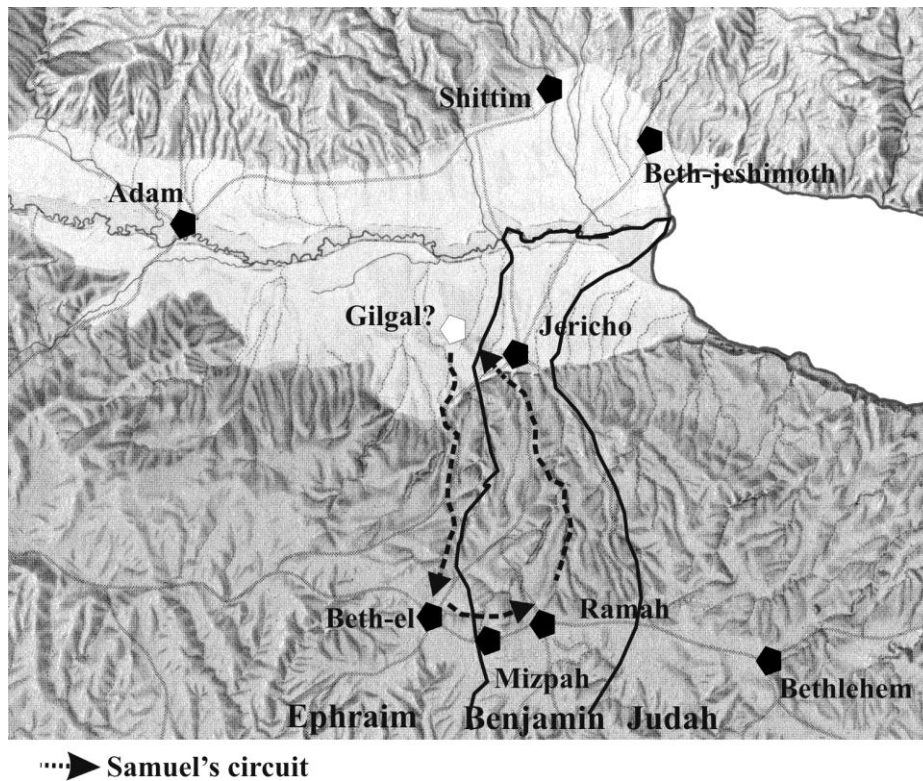 Shittim
Beth-jeshimoth
Adam
Gilgal?
Jericho
Beth-el
Ramah
Mizpah
Bethlehem
Ephraim
Benjamin
Judah
Samuel's circuit